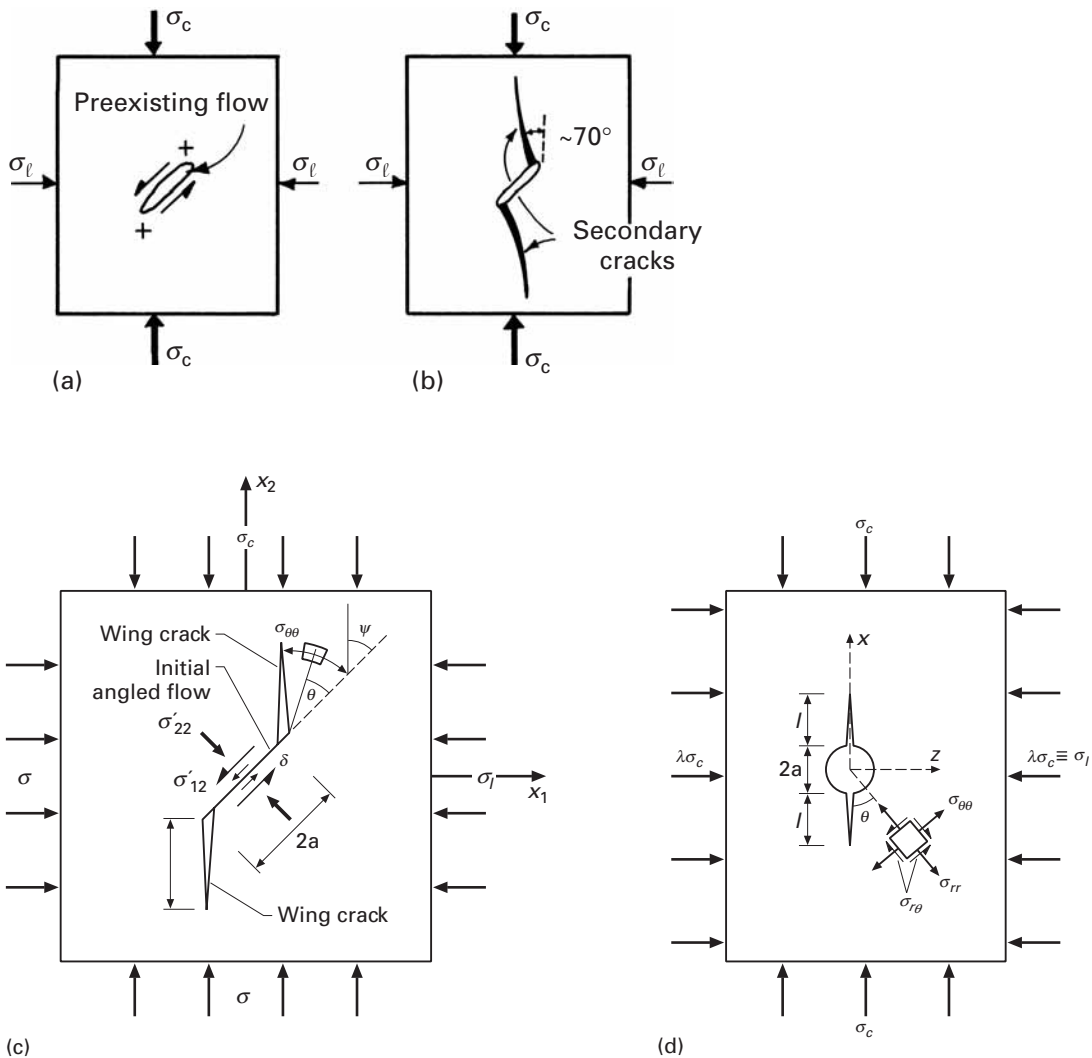 σc
Preexisting flow
+
σℓ
σℓ
+
σc
(a)
σc
~70°
σℓ
σℓ
Secondary
cracks
σc
(b)
x2
σc
Wing crack
σθθ
ψ
Initial
angled flow
θ
σ′22
σ
σ′12
δ
σl
x1
2a
Wing crack
σ
(c)
σc
x
l
2a
z
λσc ≡ σl
λσc
l
θ
σθθ
σrr
σrθ
σc
(d)